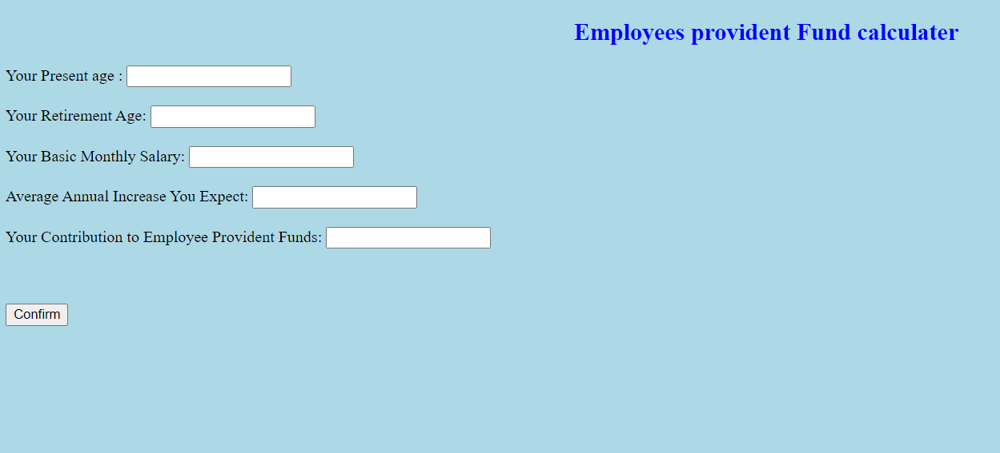 Employees provident Fund calculater
Your Present age :
Your Retirement Age:
Your Basic Monthly Salary:
Average Annual Increase You Expect:
Your Contribution to Employee Provident Funds:
Confirm